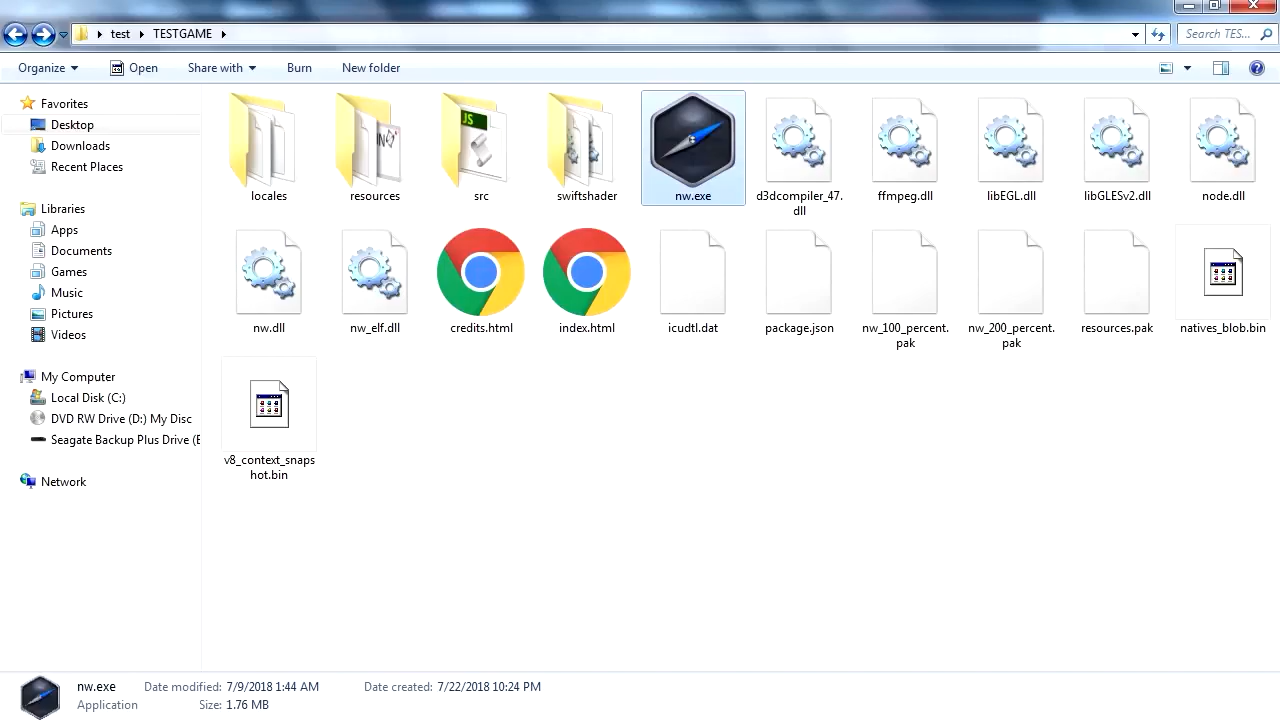 test TESTGAME Search TES...
Organize Open Share with Burn New folder
Favorites
Desktop
Downloads
Recent Places
Libraries
Apps
Documents
Games
Music
Pictures
Videos
My Computer
Local Disk (C:)
DVD RW Drive (D:) My Disc
Seagate Backup Plus Drive (E
Network
JS
locales resources src swiftshader nw.exe d3dcompiler_47. ffmpeg.dll libEGL.dll libGLESv2.dll node.dll
dll
nw.dll nw_elf.dll credits.html index.html icudtl.dat package.json nw_100_percent. nw_200_percent. resources.pak natives_blob.bin
pak pak
v8_context_snaps
hot.bin
nw.exe Date modified: 7/9/2018 1:44 AM Date created: 7/22/2018 10:24 PM
Application Size: 1.76 MB